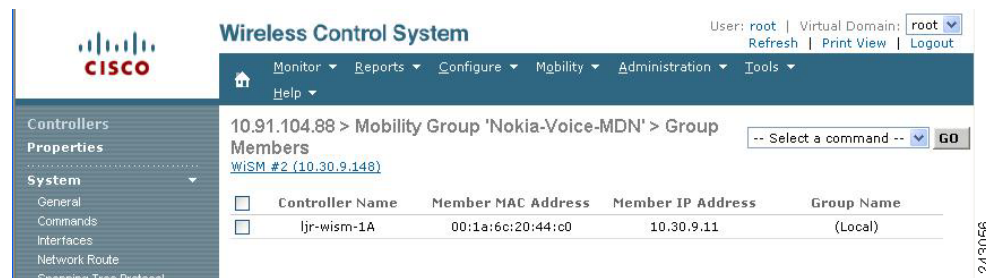 CISCO
Wireless Control System
User: root | Virtual Domain: root
Refresh | Print View | Logout
Monitor Reports Configure Mobility Administration Tools
Help
Controllers
Properties
System
General
Commands
Interfaces
Network Route
Spanning Tree Protocol
10.91.104.88 > Mobility Group 'Nokia-Voice-MDN' > Group
Members
WiSM #2 (10.30.9.148)
-- Select a command -- GO
Controller Name Member MAC Address Member IP Address Group Name
ljr-wism-1A 00:1a:6c:20:44:c0 10.30.9.11 (Local)
243056